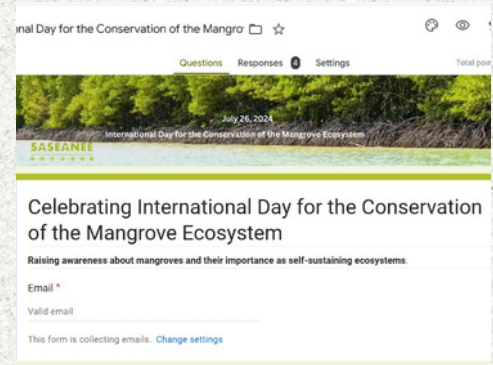 nal Day for the Conservation of the Mangro
Questions Responses 4 Settings Total poin
July 26, 2024
International Day for the Conservation of the Mangrove Ecosystem
SASEANEE
Celebrating International Day for the Conservation
of the Mangrove Ecosystem
Raising awareness about mangroves and their importance as self-sustaining ecosystems.
Email *
Valid email
This form is collecting emails. Change settings